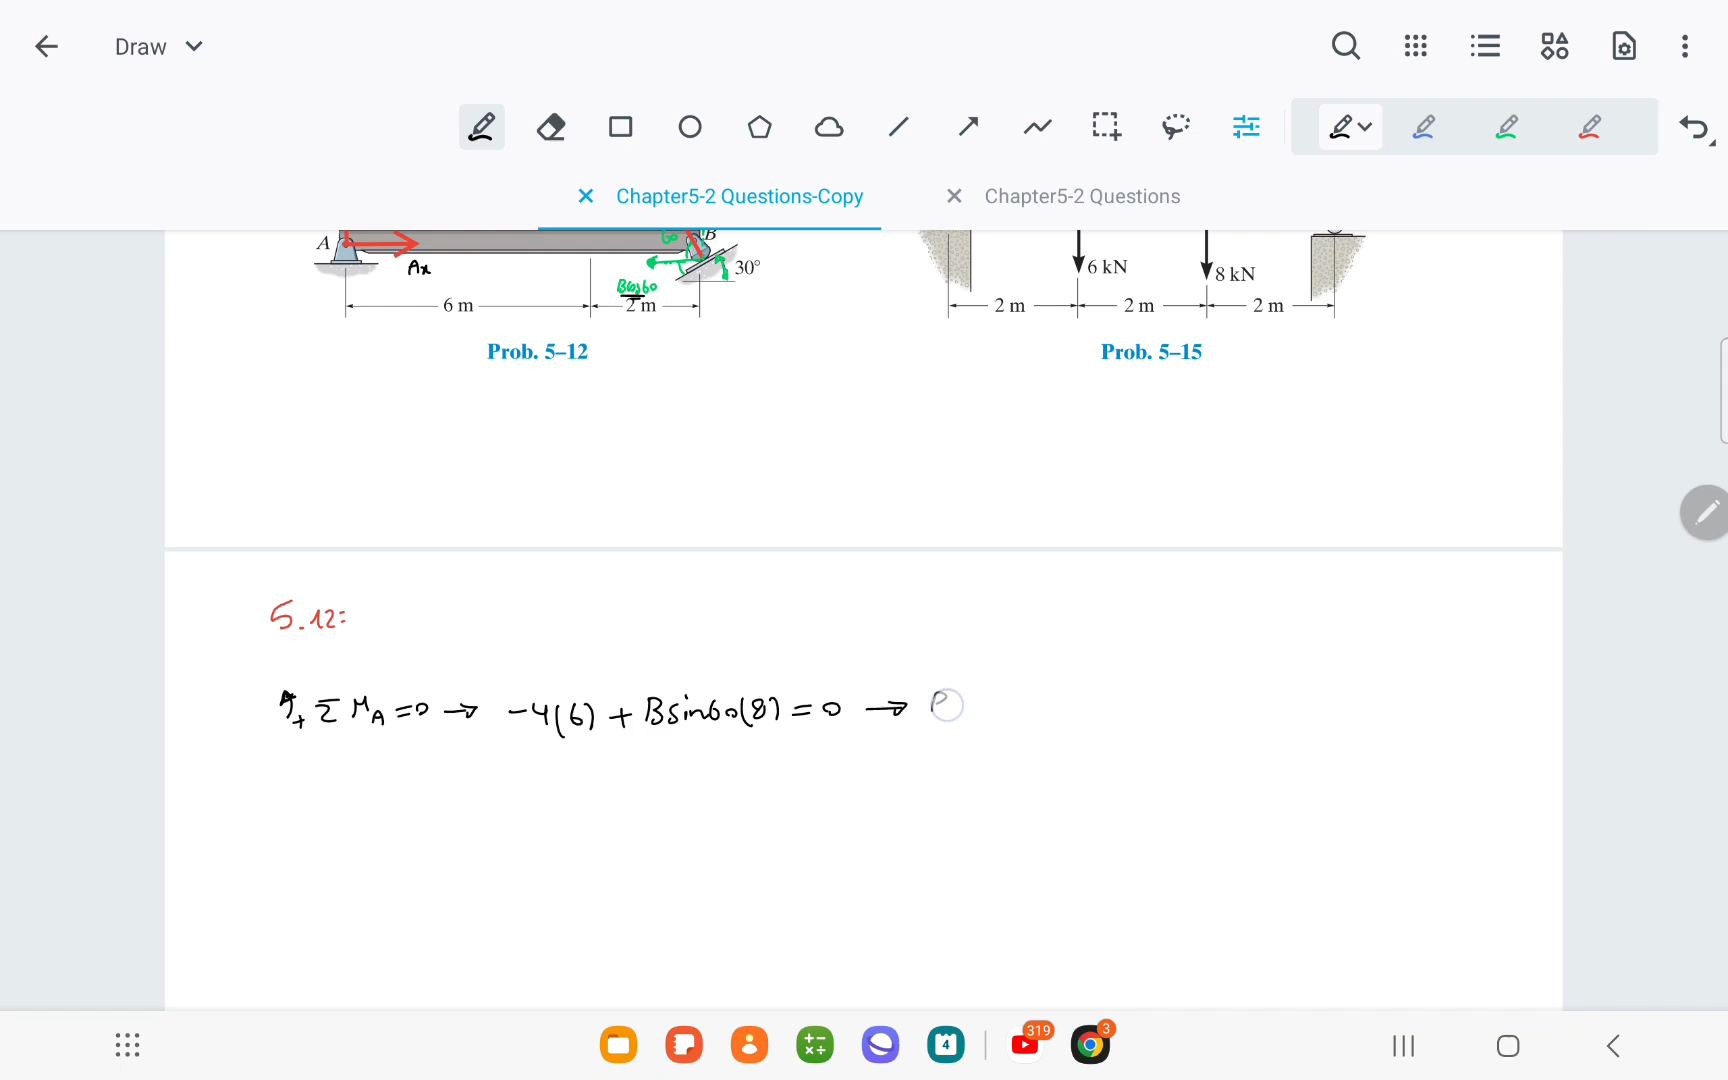 Draw
Chapter5-2 Questions-Copy
Chapter5-2 Questions
A
Ax
60
B
Bcos60
30°
6 m
2 m
Prob. 5–12
6 kN
8 kN
2 m
2 m
2 m
Prob. 5–15
5.12:
+ Σ MA = 0 → -4(6) + Bsin60(8) = 0 →
4
319
3